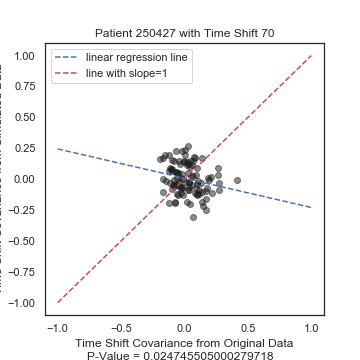 Patient 250427 with Time Shift 70
linear regression line
line with slope=1
1.00
0.75
0.50
0.25
0.00
−0.25
−0.50
−0.75
−1.00
−1.0
−0.5
0.0
0.5
1.0
Time Shift Covariance from Original Data
P-Value = 0.024745505000279718